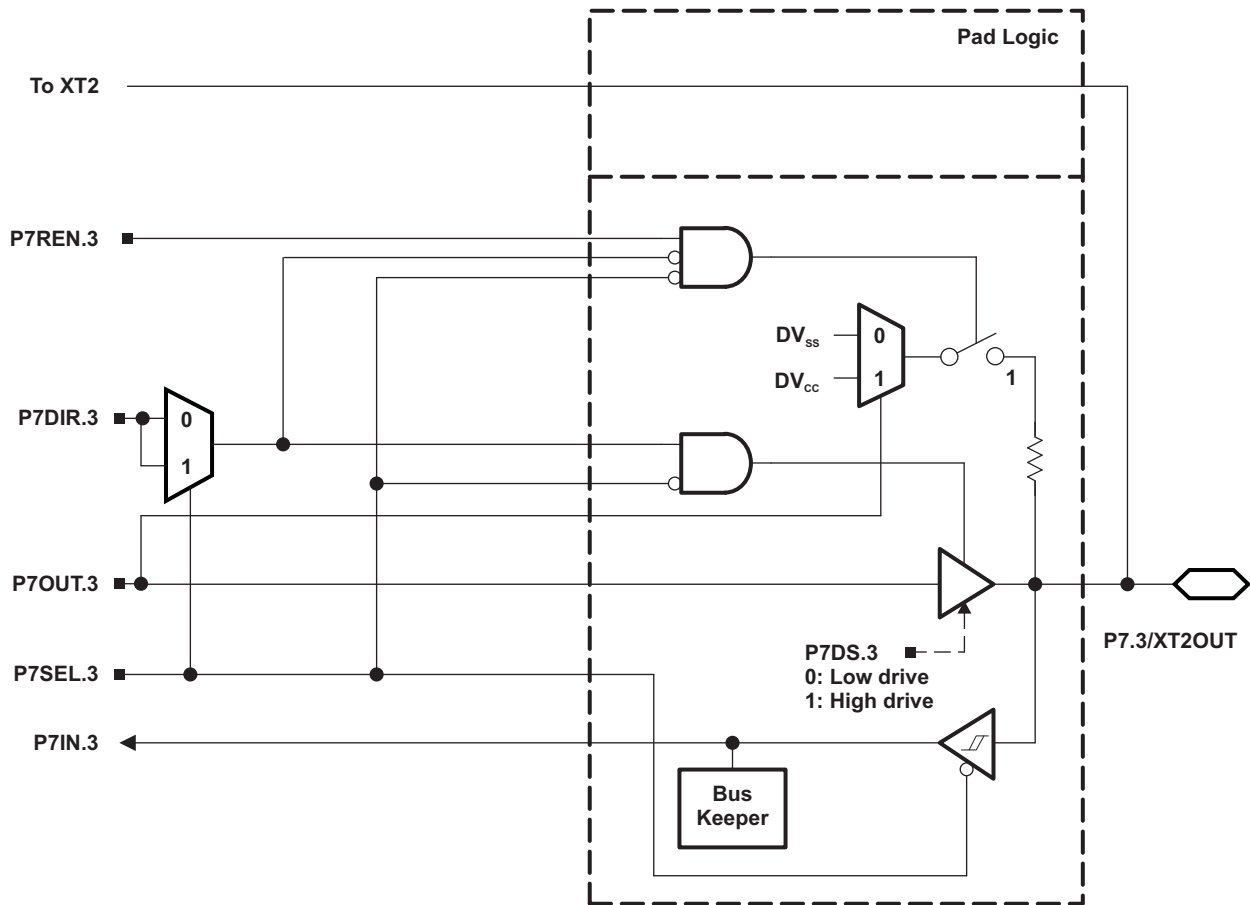 Pad Logic
To XT2
P7REN.3
DVSS
0
DVCC
1
1
P7DIR.3
0
1
P7OUT.3
P7DS.3
0: Low drive
1: High drive
P7.3/XT2OUT
P7SEL.3
P7IN.3
Bus
Keeper